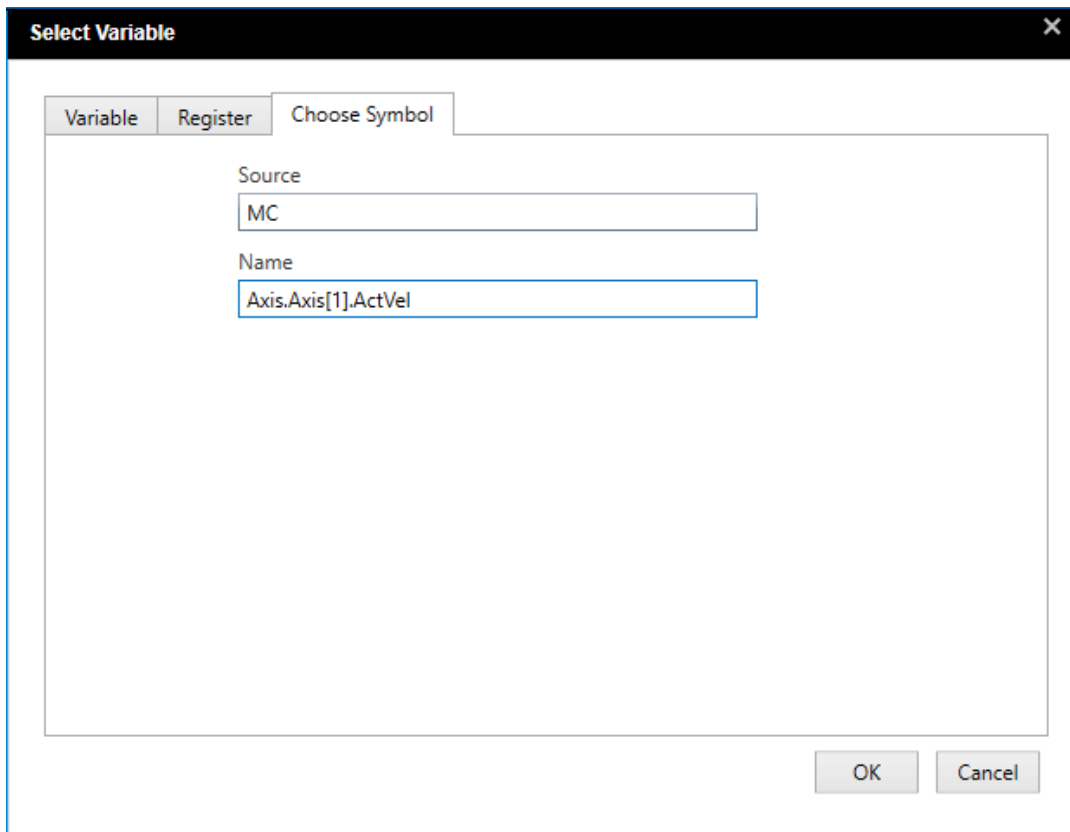 Select Variable
Variable Register Choose Symbol
Source
MC
Name
Axis.Axis[1].ActVel
OK Cancel